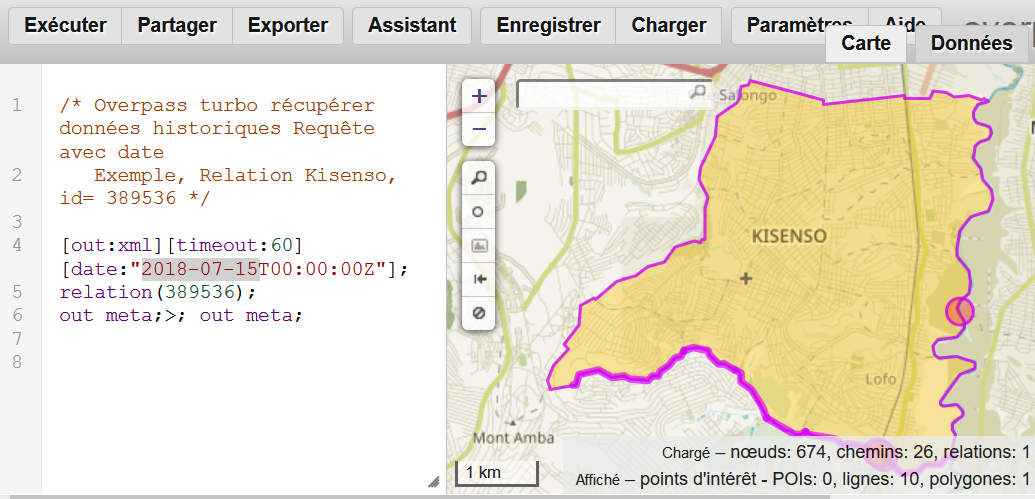 Exécuter Partager Exporter Assistant Enregistrer Charger Paramètres Aide
Carte Données
1 /* Overpass turbo récupérer
données historiques Requête
avec date
2 Exemple, Relation Kisenso,
id= 389536 */
3
4 [out:xml][timeout:60]
[date:"2018-07-15T00:00:00Z"];
5 relation(389536);
6 out meta;>; out meta;
7
8
+
−
Salongo
KISENSO
Lofo
Mont Amba
1 km
Chargé – nœuds: 674, chemins: 26, relations: 1
Affiché – points d'intérêt - POIs: 0, lignes: 10, polygones: 1